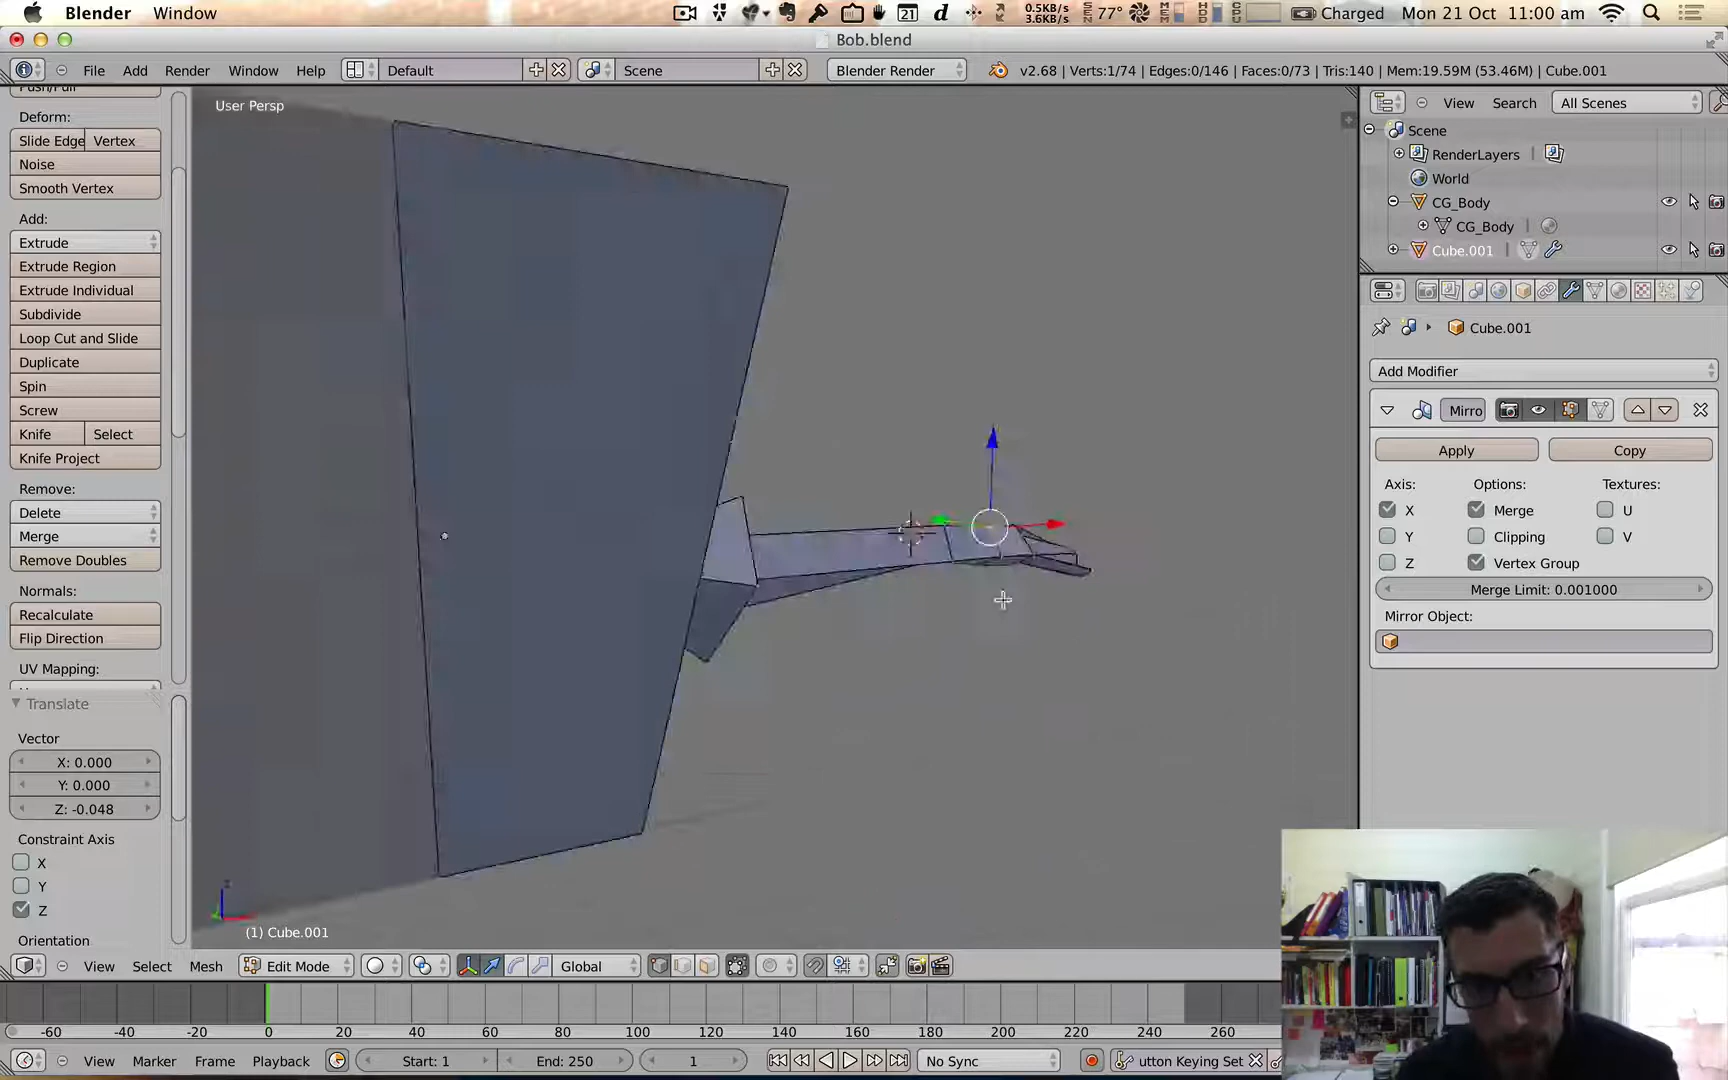 Blender Window
21 d 0.5KB/s 3.6KB/s SEN 77° MEM HDD CPU Charged Mon 21 Oct 11:00 am
Bob.blend
File Add Render Window Help Default Scene Blender Render v2.68 | Verts:1/74 | Edges:0/146 | Faces:0/73 | Tris:140 | Mem:19.59M (53.46M) | Cube.001
Push/Pull
User Persp
View Search All Scenes
Deform:
Slide Edge Vertex
Noise
Smooth Vertex
Add:
Extrude
Extrude Region
Extrude Individual
Subdivide
Loop Cut and Slide
Duplicate
Spin
Screw
Knife Select
Knife Project
Remove:
Delete
Merge
Remove Doubles
Normals:
Recalculate
Flip Direction
UV Mapping:
Translate
Vector
X: 0.000
Y: 0.000
Z: -0.048
Constraint Axis
X
Y
Z
Orientation
(1) Cube.001
Scene
RenderLayers
World
CG_Body
CG_Body
Cube.001
Cube.001
Add Modifier
Mirro
Apply Copy
Axis: Options: Textures:
X Merge U
Y Clipping V
Z Vertex Group
Merge Limit: 0.001000
Mirror Object:
View Select Mesh Edit Mode Global
-60 -40 -20 0 20 40 60 80 100 120 140 160 180 200 220 240 260
View Marker Frame Playback Start: 1 End: 250 1 No Sync utton Keying Set